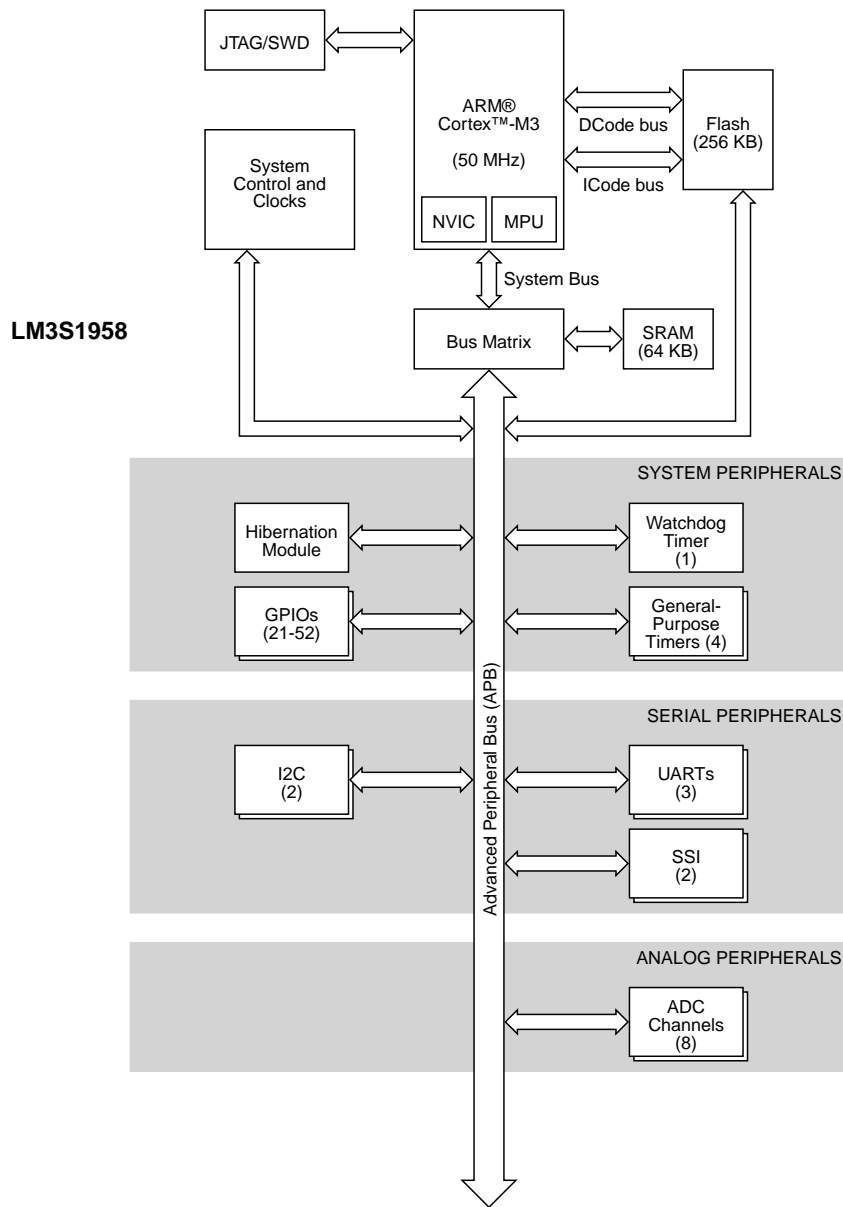 JTAG/SWD
ARM®
Cortex™-M3
(50 MHz)
NVIC
MPU
DCode bus
ICode bus
Flash
(256 KB)
System
Control and
Clocks
System Bus
LM3S1958
Bus Matrix
SRAM
(64 KB)
SYSTEM PERIPHERALS
Hibernation
Module
Watchdog
Timer
(1)
GPIOs
(21-52)
General-
Purpose
Timers (4)
Advanced Peripheral Bus (APB)
SERIAL PERIPHERALS
I2C
(2)
UARTs
(3)
SSI
(2)
ANALOG PERIPHERALS
ADC
Channels
(8)